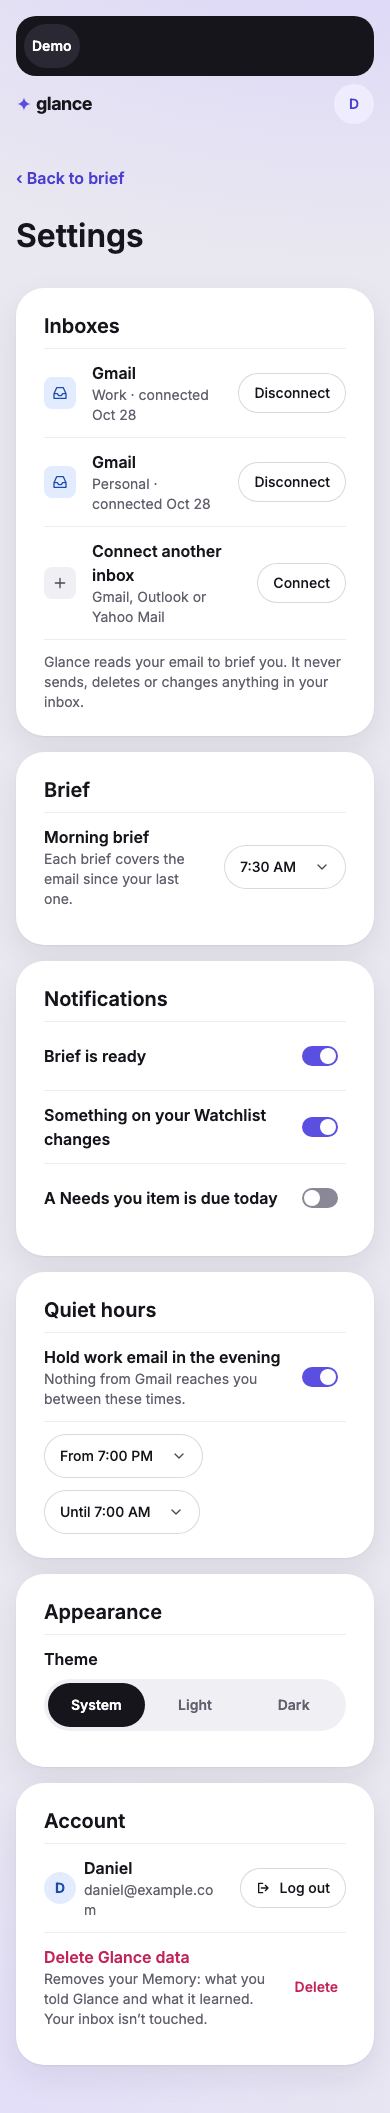 Demo
glance
D
‹ Back to brief
Settings
Inboxes
Gmail
Work · connected
Oct 28
Disconnect
Gmail
Personal ·
connected Oct 28
Disconnect
Connect another
inbox
Gmail, Outlook or
Yahoo Mail
Connect
Glance reads your email to brief you. It never
sends, deletes or changes anything in your
inbox.
Brief
Morning brief
Each brief covers the
email since your last
one.
7:30 AM
Notifications
Brief is ready
Something on your Watchlist
changes
A Needs you item is due today
Quiet hours
Hold work email in the evening
Nothing from Gmail reaches you
between these times.
From 7:00 PM
Until 7:00 AM
Appearance
Theme
System Light Dark
Account
D
Daniel
daniel@example.co
m
Log out
Delete Glance data
Removes your Memory: what you
told Glance and what it learned.
Your inbox isn’t touched.
Delete